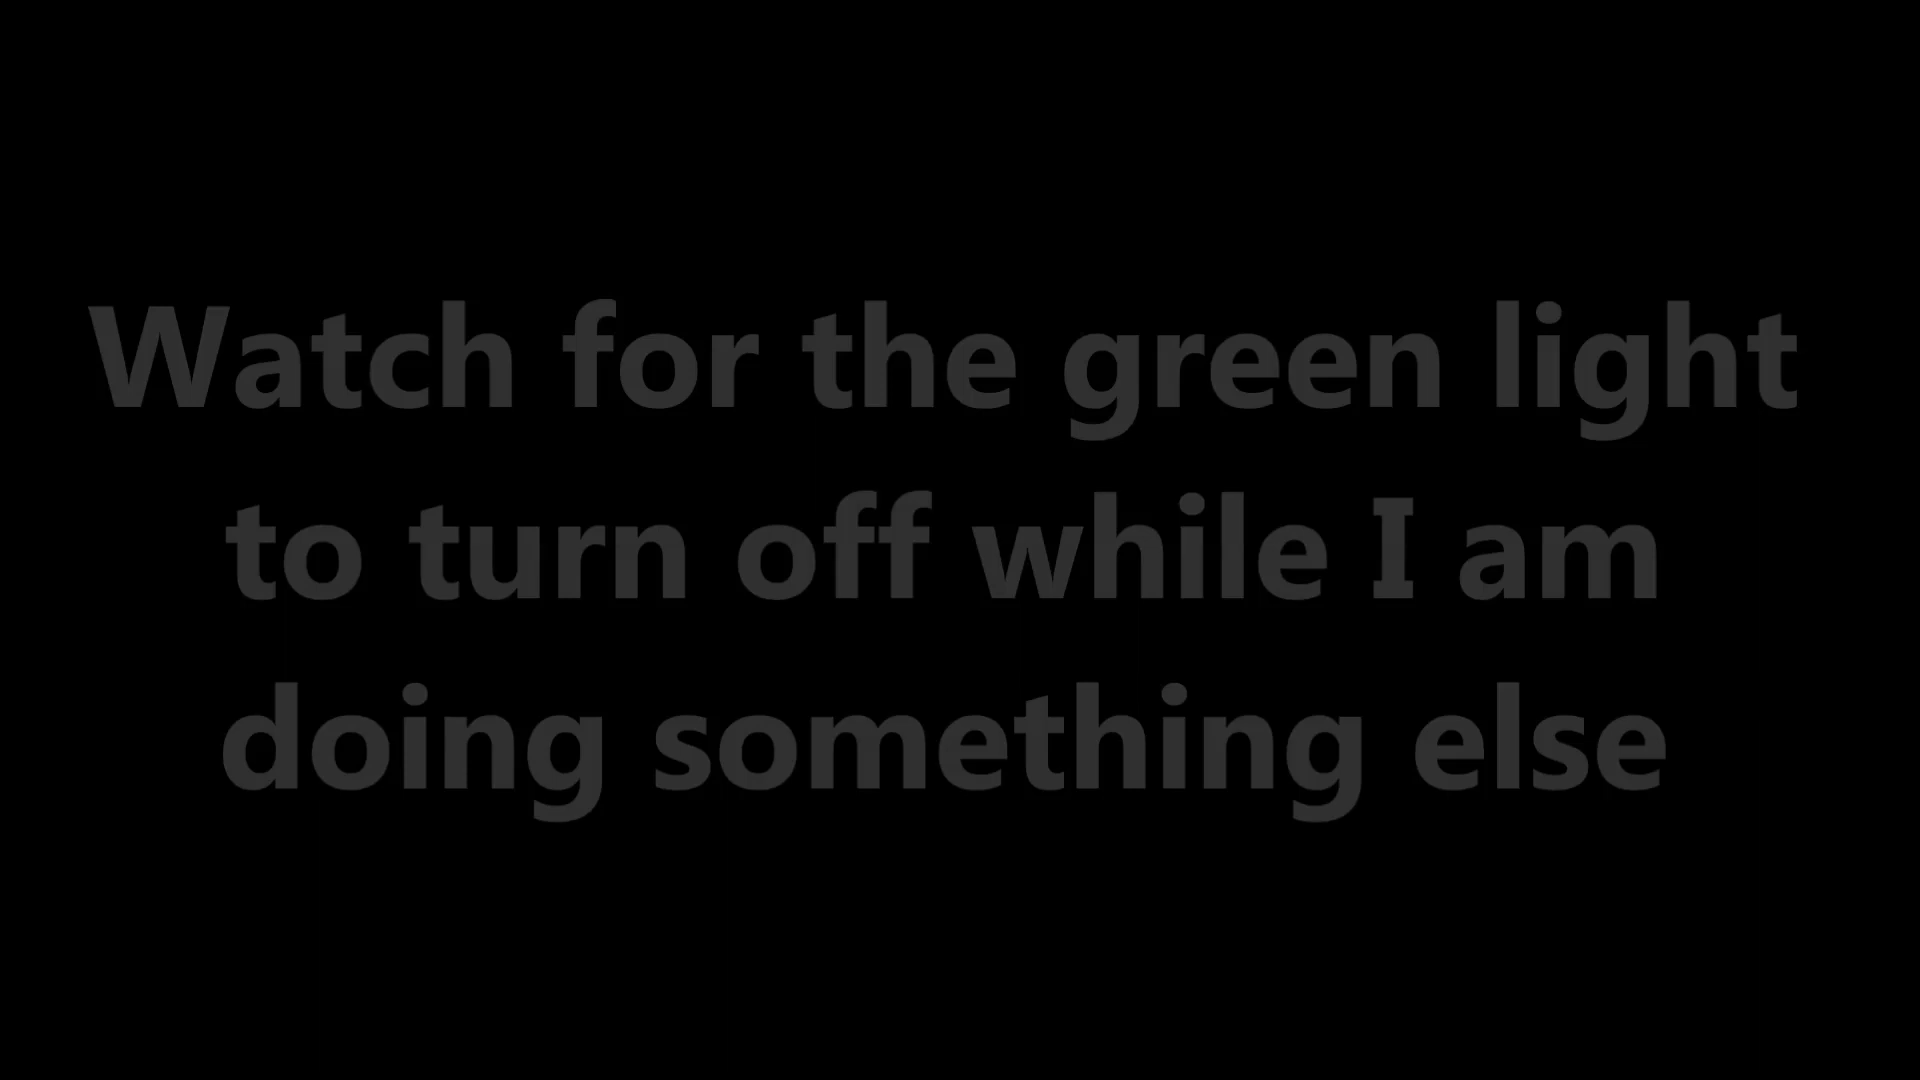 Watch for the green light
to turn off while I am
doing something else